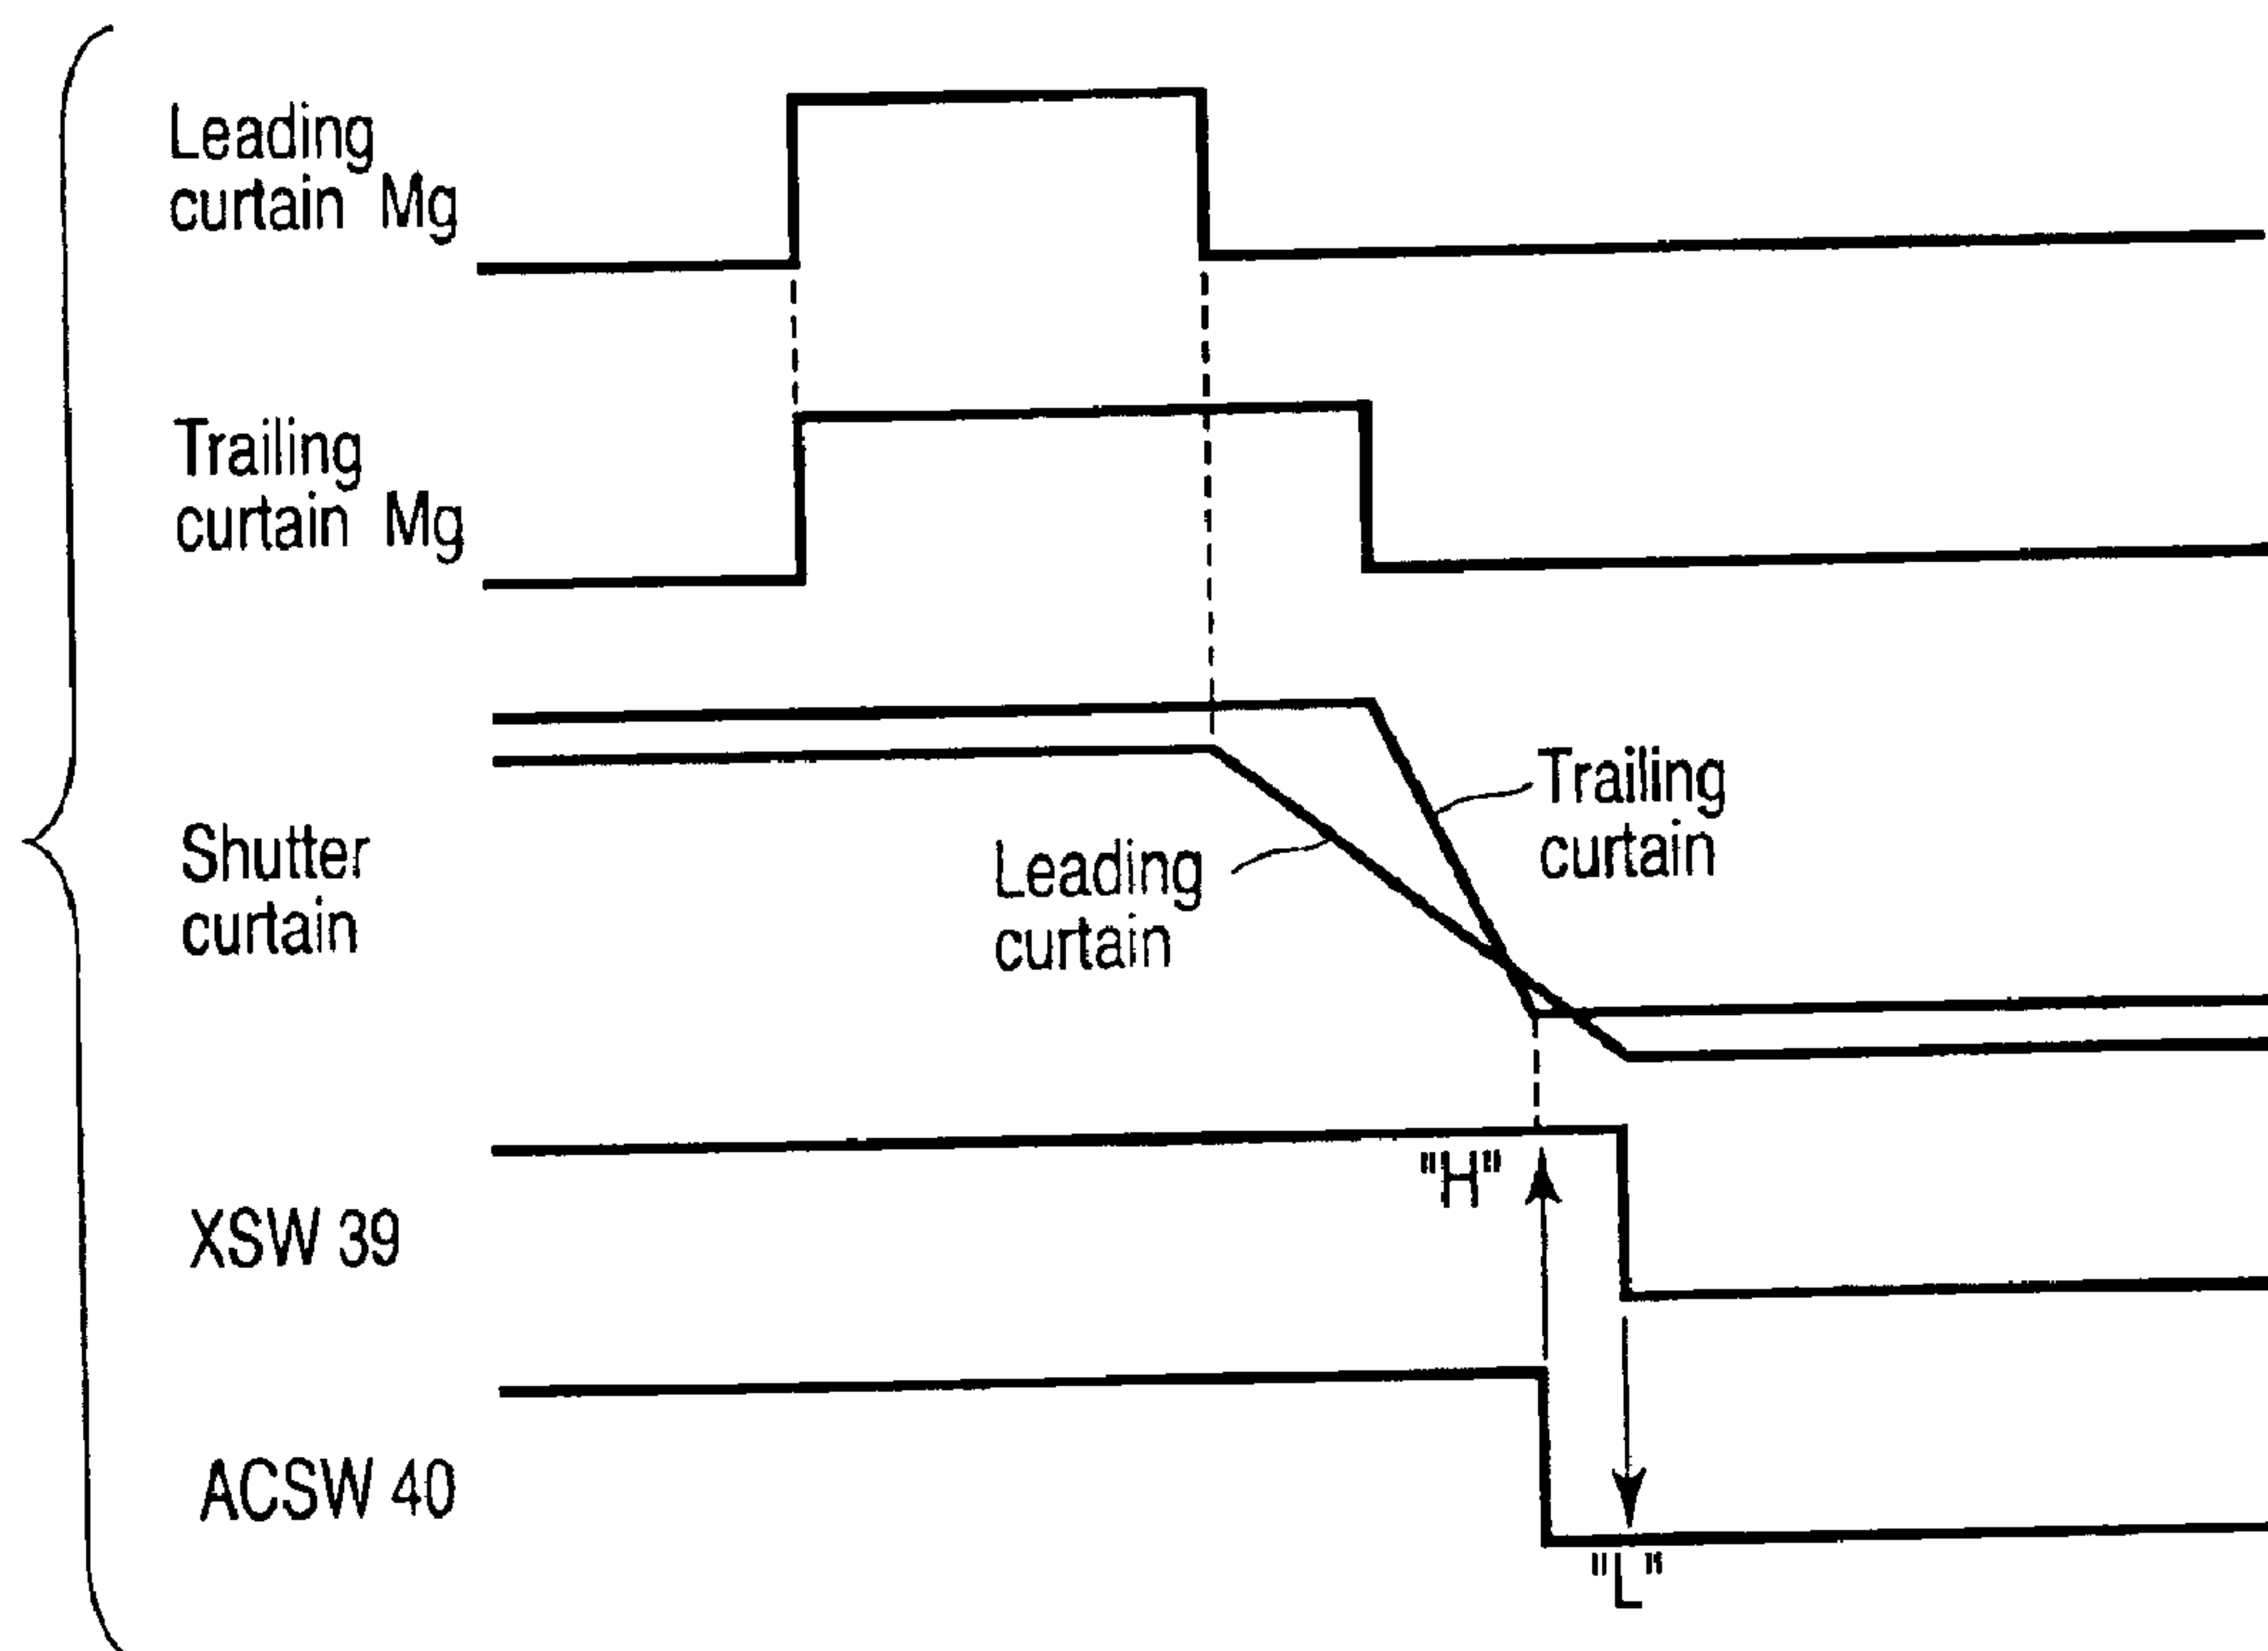 Leading
curtain Mg
Trailing
curtain Mg
Shutter
curtain
Leading
curtain
Trailing
curtain
XSW 39
"H"
ACSW 40
"L"